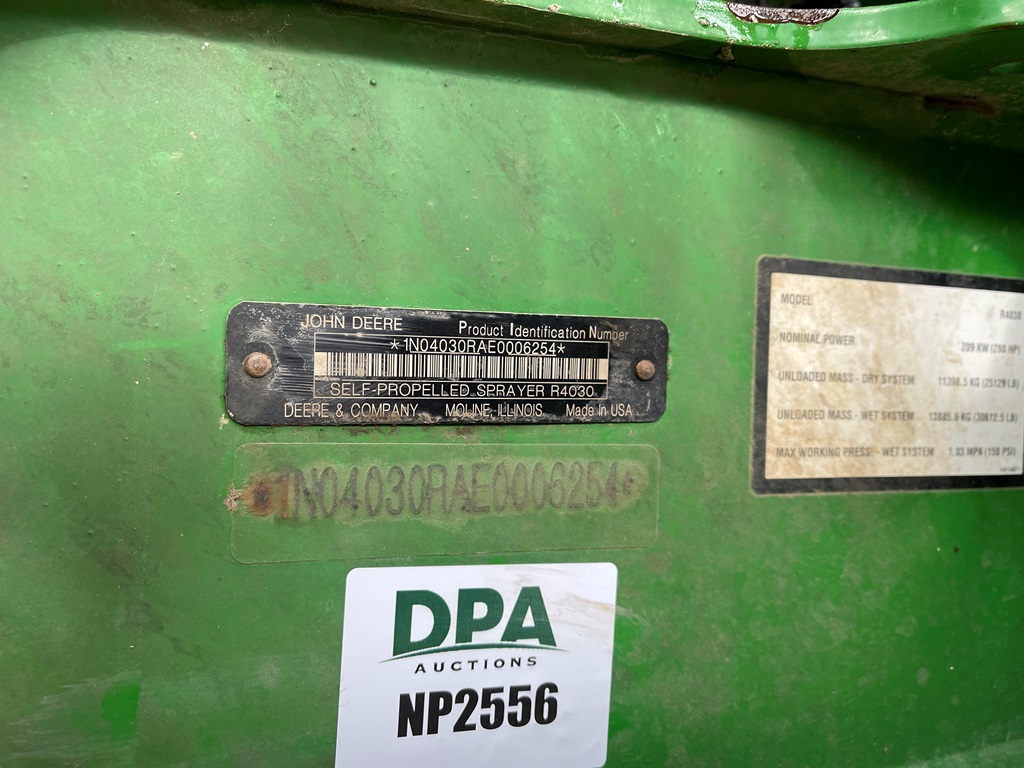 JOHN DEERE Product Identification Number
*1N04030RAE0006254*
SELF-PROPELLED SPRAYER R4030
DEERE & COMPANY MOLINE, ILLINOIS Made in USA
1N04030RAE0006254*
DPA
AUCTIONS
NP2556
MODEL R4030
NOMINAL POWER 209 KW (280 HP)
UNLOADED MASS - DRY SYSTEM 11398.5 KG (25129 LB)
UNLOADED MASS - WET SYSTEM 13885.6 KG (30612.5 LB)
MAX WORKING PRESS - WET SYSTEM 1.03 MPA (150 PSI)